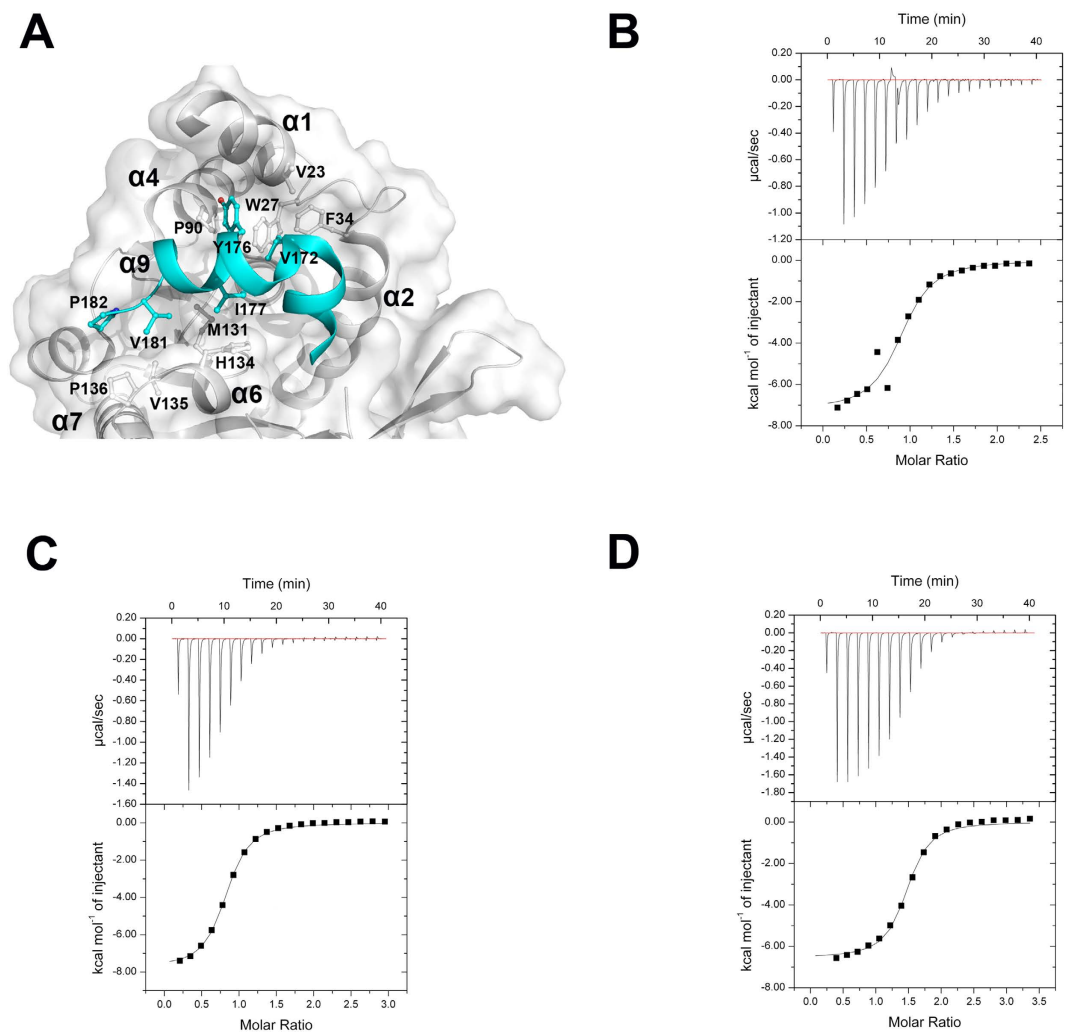 A
α1
V23
α4
W27
P90
F34
Y176
V172
α9
α2
P182
I177
M131
V181
H134
P136
α6
V135
α7
B
Time (min)
0 10 20 30 40
0.20
0.00
-0.20
-0.40
-0.60
-0.80
-1.00
-1.20
µcal/sec
0.00
-2.00
-4.00
-6.00
-8.00
kcal mol⁻¹ of injectant
0.0 0.5 1.0 1.5 2.0 2.5
Molar Ratio
C
Time (min)
0 10 20 30 40
0.20
0.00
-0.20
-0.40
-0.60
-0.80
-1.00
-1.20
-1.40
-1.60
µcal/sec
0.00
-2.00
-4.00
-6.00
-8.00
kcal mol⁻¹ of injectant
0.0 0.5 1.0 1.5 2.0 2.5 3.0
Molar Ratio
D
Time (min)
0 10 20 30 40
0.20
0.00
-0.20
-0.40
-0.60
-0.80
-1.00
-1.20
-1.40
-1.60
-1.80
µcal/sec
0.00
-2.00
-4.00
-6.00
-8.00
kcal mol⁻¹ of injectant
0.0 0.5 1.0 1.5 2.0 2.5 3.0 3.5
Molar Ratio